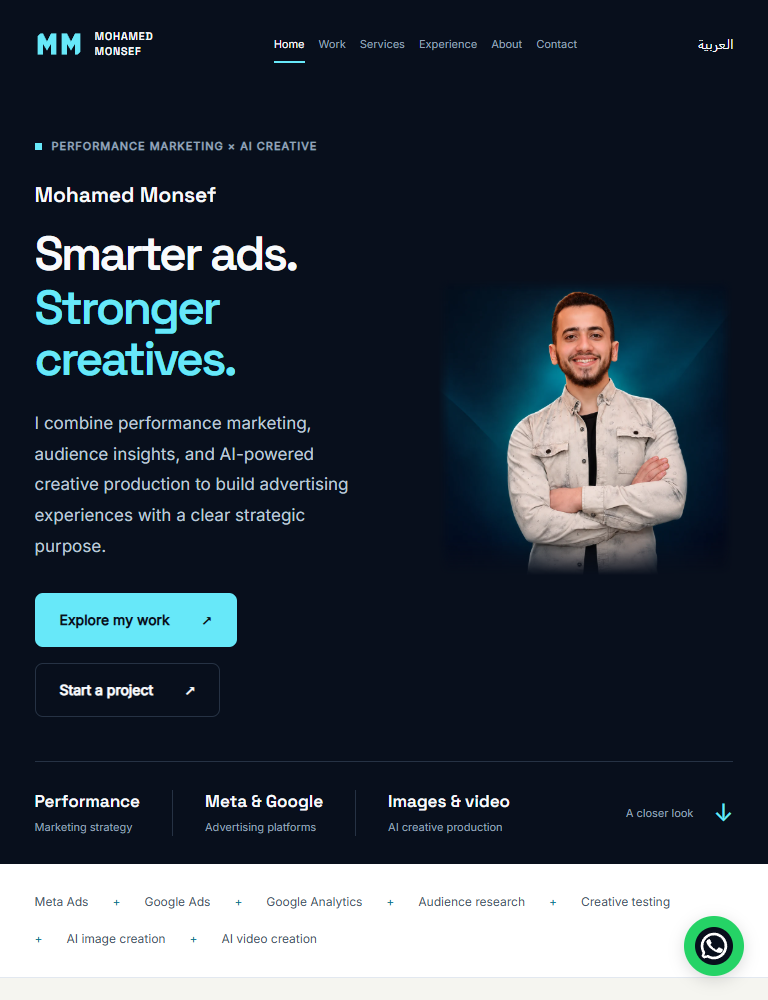 MM MOHAMED
MONSEF
Home Work Services Experience About Contact
العربية
PERFORMANCE MARKETING × AI CREATIVE
Mohamed Monsef
Smarter ads.
Stronger
creatives.
I combine performance marketing,
audience insights, and AI-powered
creative production to build advertising
experiences with a clear strategic
purpose.
Explore my work ↗
Start a project ↗
Performance
Marketing strategy
Meta & Google
Advertising platforms
Images & video
AI creative production
A closer look ↓
Meta Ads + Google Ads + Google Analytics + Audience research + Creative testing
+ AI image creation + AI video creation